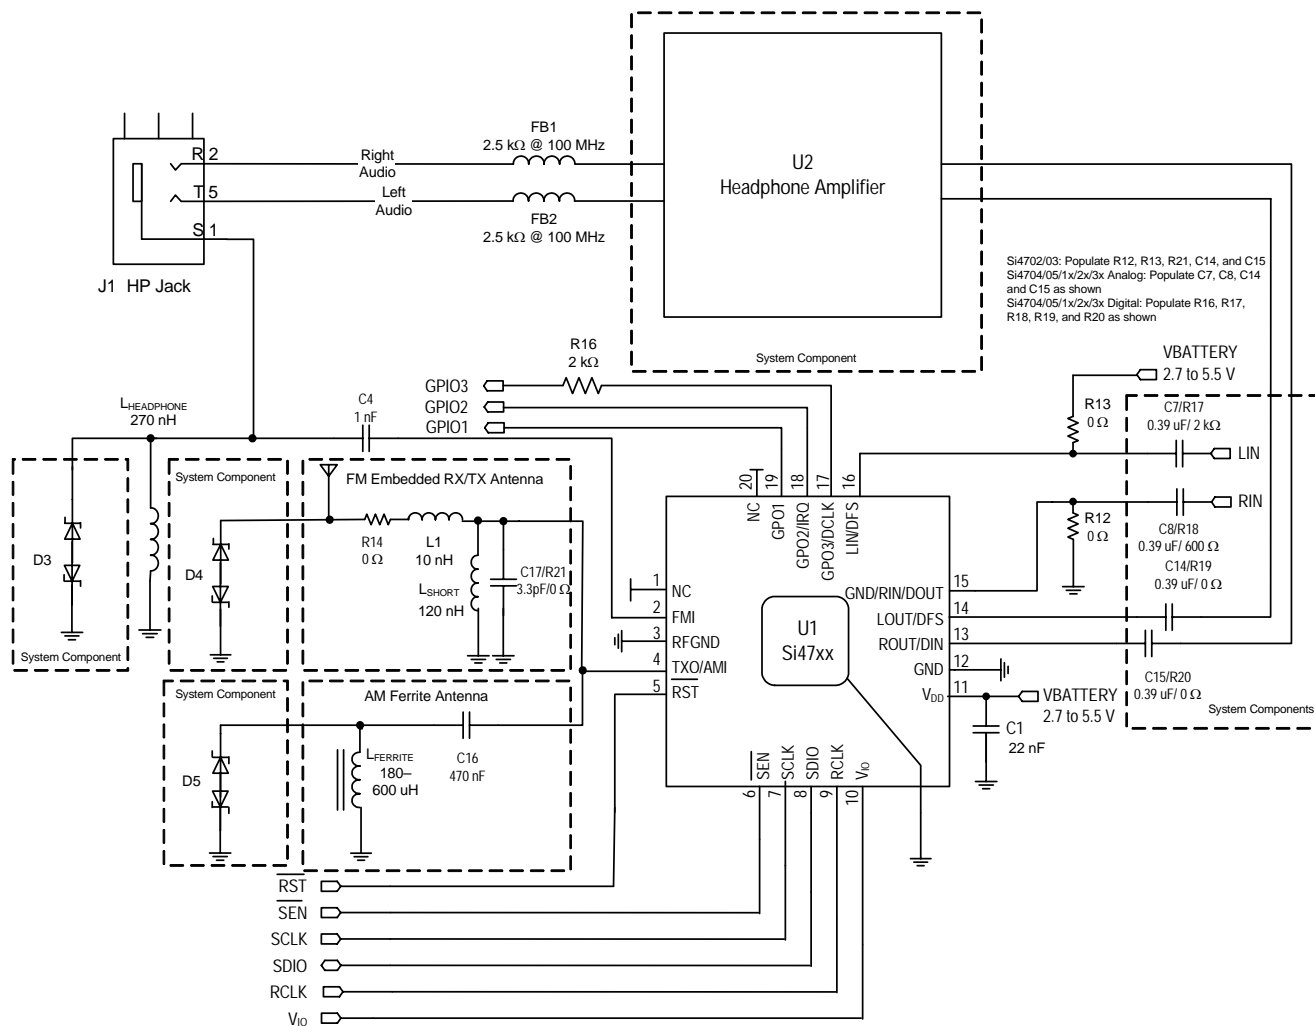 FB1
2.5 kΩ @ 100 MHz
Right
Audio
Left
Audio
FB2
2.5 kΩ @ 100 MHz
R 2
T 5
S 1
J1 HP Jack
U2
Headphone Amplifier
System Component
Si4702/03: Populate R12, R13, R21, C14, and C15
Si4704/05/1x/2x/3x Analog: Populate C7, C8, C14
and C15 as shown
Si4704/05/1x/2x/3x Digital: Populate R16, R17,
R18, R19, and R20 as shown
R16
2 kΩ
GPIO3
GPIO2
GPIO1
VBATTERY
2.7 to 5.5 V
R13
0 Ω
C7/R17
0.39 uF/ 2 kΩ
LIN
RIN
R12
0 Ω
C8/R18
0.39 uF/ 600 Ω
C14/R19
0.39 uF/ 0 Ω
C15/R20
0.39 uF/ 0 Ω
System Components
LHEADPHONE
270 nH
C4
1 nF
D3
System Component
System Component
D4
FM Embedded RX/TX Antenna
R14
0 Ω
L1
10 nH
LSHORT
120 nH
C17/R21
3.3pF/0 Ω
System Component
D5
AM Ferrite Antenna
LFERRITE
180–
600 uH
C16
470 nF
20
19
18
17
16
NC
GPO1
GPO2/IRQ
GPO3/DCLK
LIN/DFS
1
NC
2
FMI
3
RFGND
4
TXO/AMI
5
RST
U1
Si47xx
GND/RIN/DOUT
15
LOUT/DFS
14
ROUT/DIN
13
GND
12
VDD
11
VBATTERY
2.7 to 5.5 V
C1
22 nF
SEN
SCLK
SDIO
RCLK
VIO
6
7
8
9
10
RST
SEN
SCLK
SDIO
RCLK
VIO